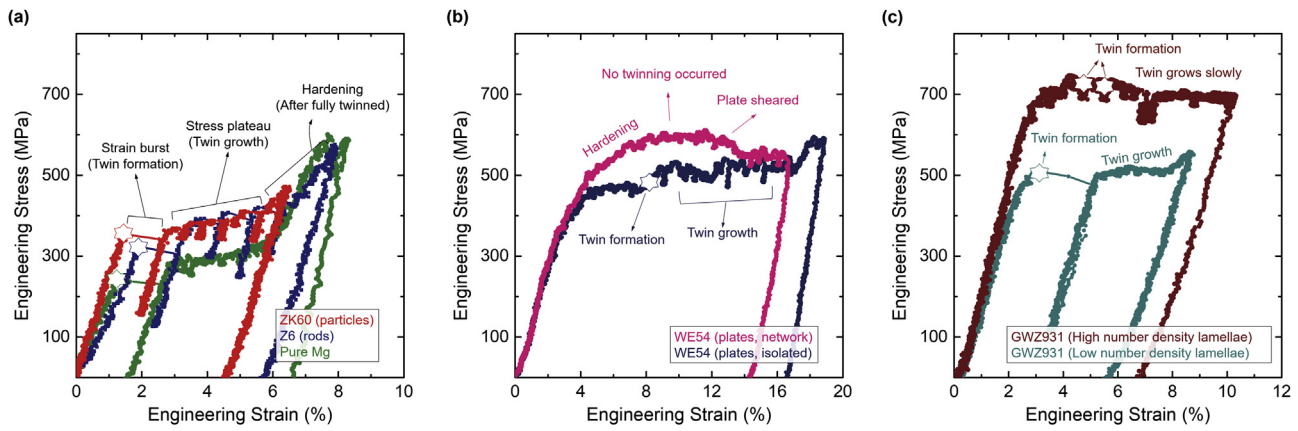 (a)
Engineering Stress (MPa)
700
500
300
100
0
2
4
6
8
10
Engineering Strain (%)
Strain burst
(Twin formation)
Stress plateau
(Twin growth)
Hardening
(After fully twinned)
ZK60 (particles)
Z6 (rods)
Pure Mg
(b)
Engineering Stress (MPa)
700
500
300
100
0
4
8
12
16
20
Engineering Strain (%)
No twinning occurred
Plate sheared
Hardening
Twin formation
Twin growth
WE54 (plates, network)
WE54 (plates, isolated)
(c)
Engineering Stress (MPa)
700
500
300
100
0
2
4
6
8
10
12
Engineering Strain (%)
Twin formation
Twin grows slowly
Twin formation
Twin growth
GWZ931 (High number density lamellae)
GWZ931 (Low number density lamellae)